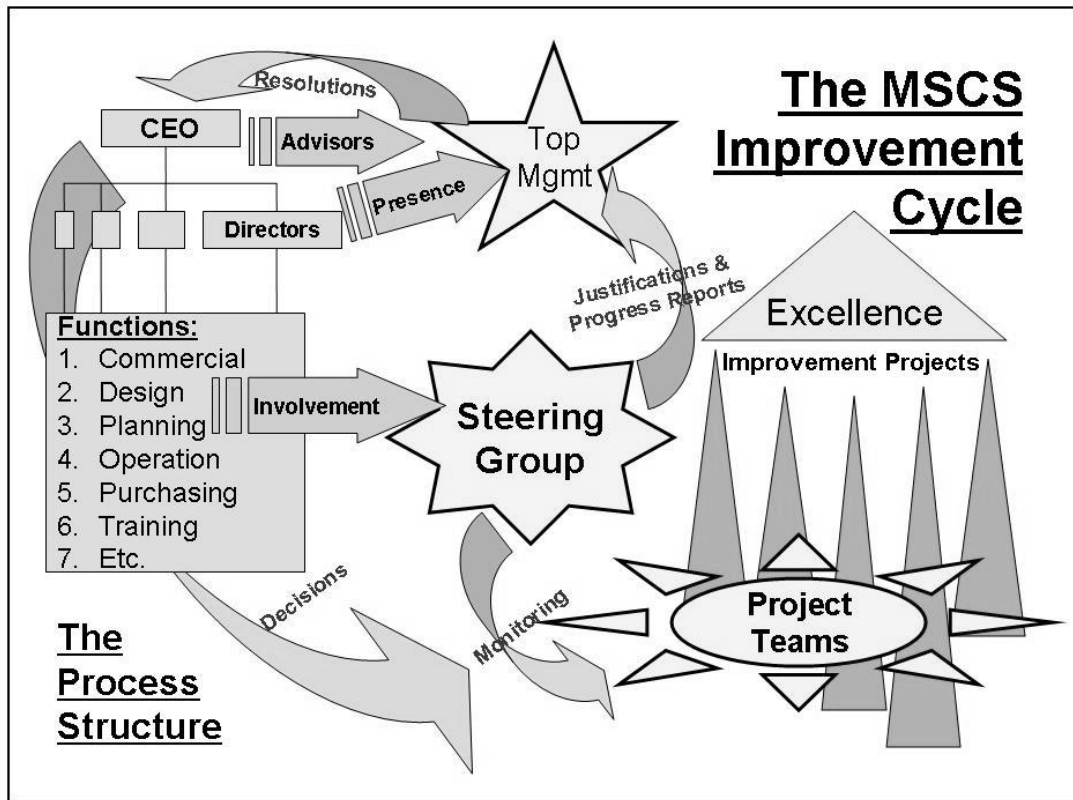 The MSCS
Improvement
Cycle
Resolutions
CEO
Advisors
Top
Mgmt
Presence
Directors
Justifications &
Progress Reports
Excellence
Improvement Projects
Functions:
1. Commercial
2. Design
3. Planning
4. Operation
5. Purchasing
6. Training
7. Etc.
Involvement
Steering
Group
Decisions
Monitoring
Project
Teams
The
Process
Structure